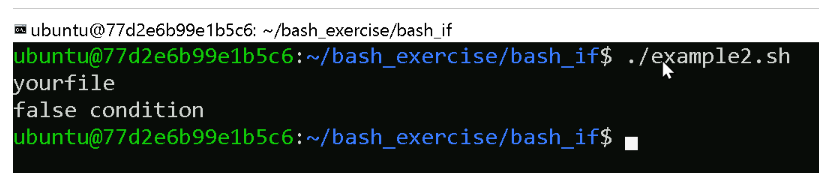 ubuntu@77d2e6b99e1b5c6: ~/bash_exercise/bash_if
ubuntu@77d2e6b99e1b5c6:~/bash_exercise/bash_if$ ./example2.sh
yourfile
false condition
ubuntu@77d2e6b99e1b5c6:~/bash_exercise/bash_if$